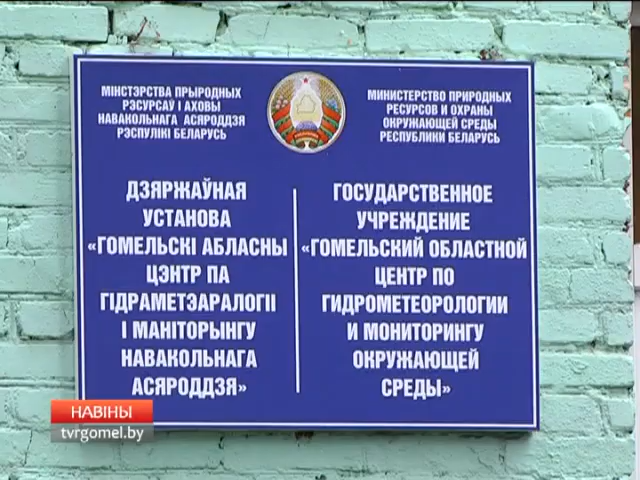 МІНІСТЭРСТВА ПРЫРОДНЫХ
РЭСУРСАЎ І АХОВЫ
НАВАКОЛЬНАГА АСЯРОДДЗЯ
РЭСПУЛІКІ БЕЛАРУСЬ
МИНИСТЕРСТВО ПРИРОДНЫХ
РЕСУРСОВ И ОХРАНЫ
ОКРУЖАЮЩЕЙ СРЕДЫ
РЕСПУБЛИКИ БЕЛАРУСЬ
ДЗЯРЖАЎНАЯ
УСТАНОВА
«ГОМЕЛЬСКІ АБЛАСНЫ
ЦЭНТР ПА
ГІДРАМЕТЭАРАЛОГІІ
І МАНІТОРЫНГУ
НАВАКОЛЬНАГА
АСЯРОДДЗЯ»
ГОСУДАРСТВЕННОЕ
УЧРЕЖДЕНИЕ
«ГОМЕЛЬСКИЙ ОБЛАСТНОЙ
ЦЕНТР ПО
ГИДРОМЕТЕОРОЛОГИИ
И МОНИТОРИНГУ
ОКРУЖАЮЩЕЙ
СРЕДЫ»
НАВІНЫ
tvrgomel.by